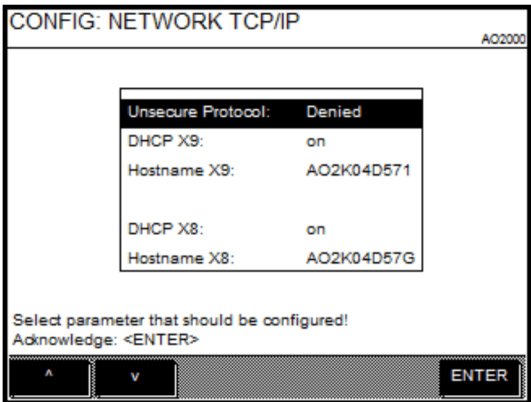 CONFIG: NETWORK TCP/IP
AO2000
Unsecure Protocol: Denied
DHCP X9: on
Hostname X9: AO2K04D571
DHCP X8: on
Hostname X8: AO2K04D57G
Select parameter that should be configured!
Acknowledge: <ENTER>
^ v ENTER